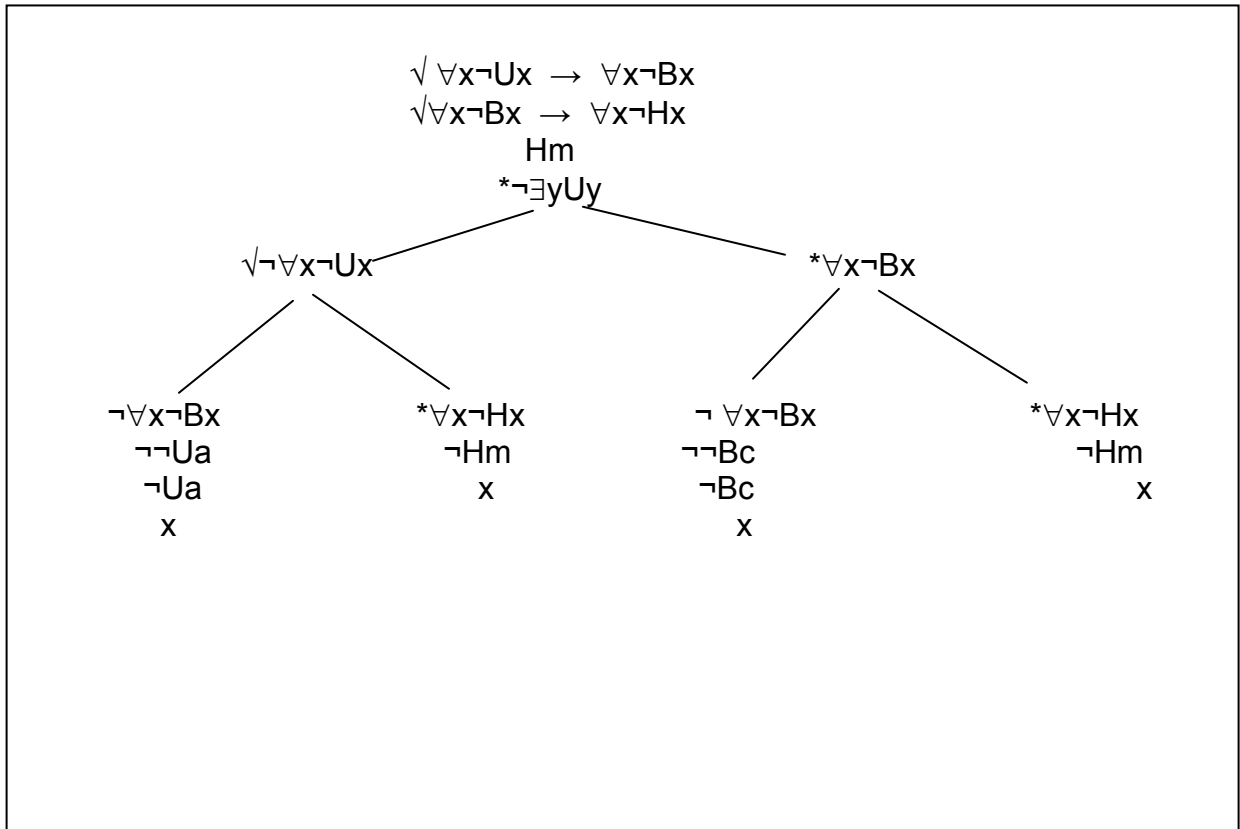 √ ∀x¬Ux → ∀x¬Bx
√∀x¬Bx → ∀x¬Hx
Hm
*¬∃yUy
√¬∀x¬Ux *∀x¬Bx
¬∀x¬Bx *∀x¬Hx ¬ ∀x¬Bx *∀x¬Hx
¬¬Ua ¬Hm ¬¬Bc ¬Hm
¬Ua x ¬Bc x
x x